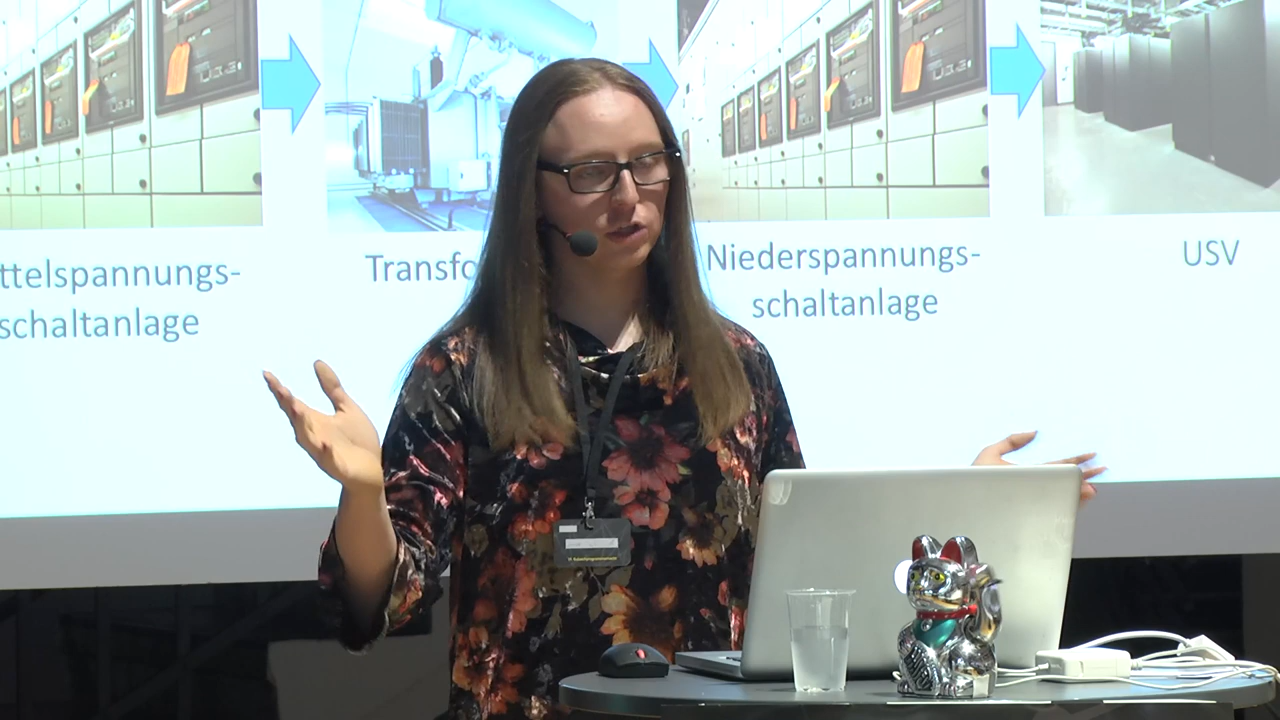 ttelspannungs-
schaltanlage
Transfo
Niederspannungs-
schaltanlage
USV